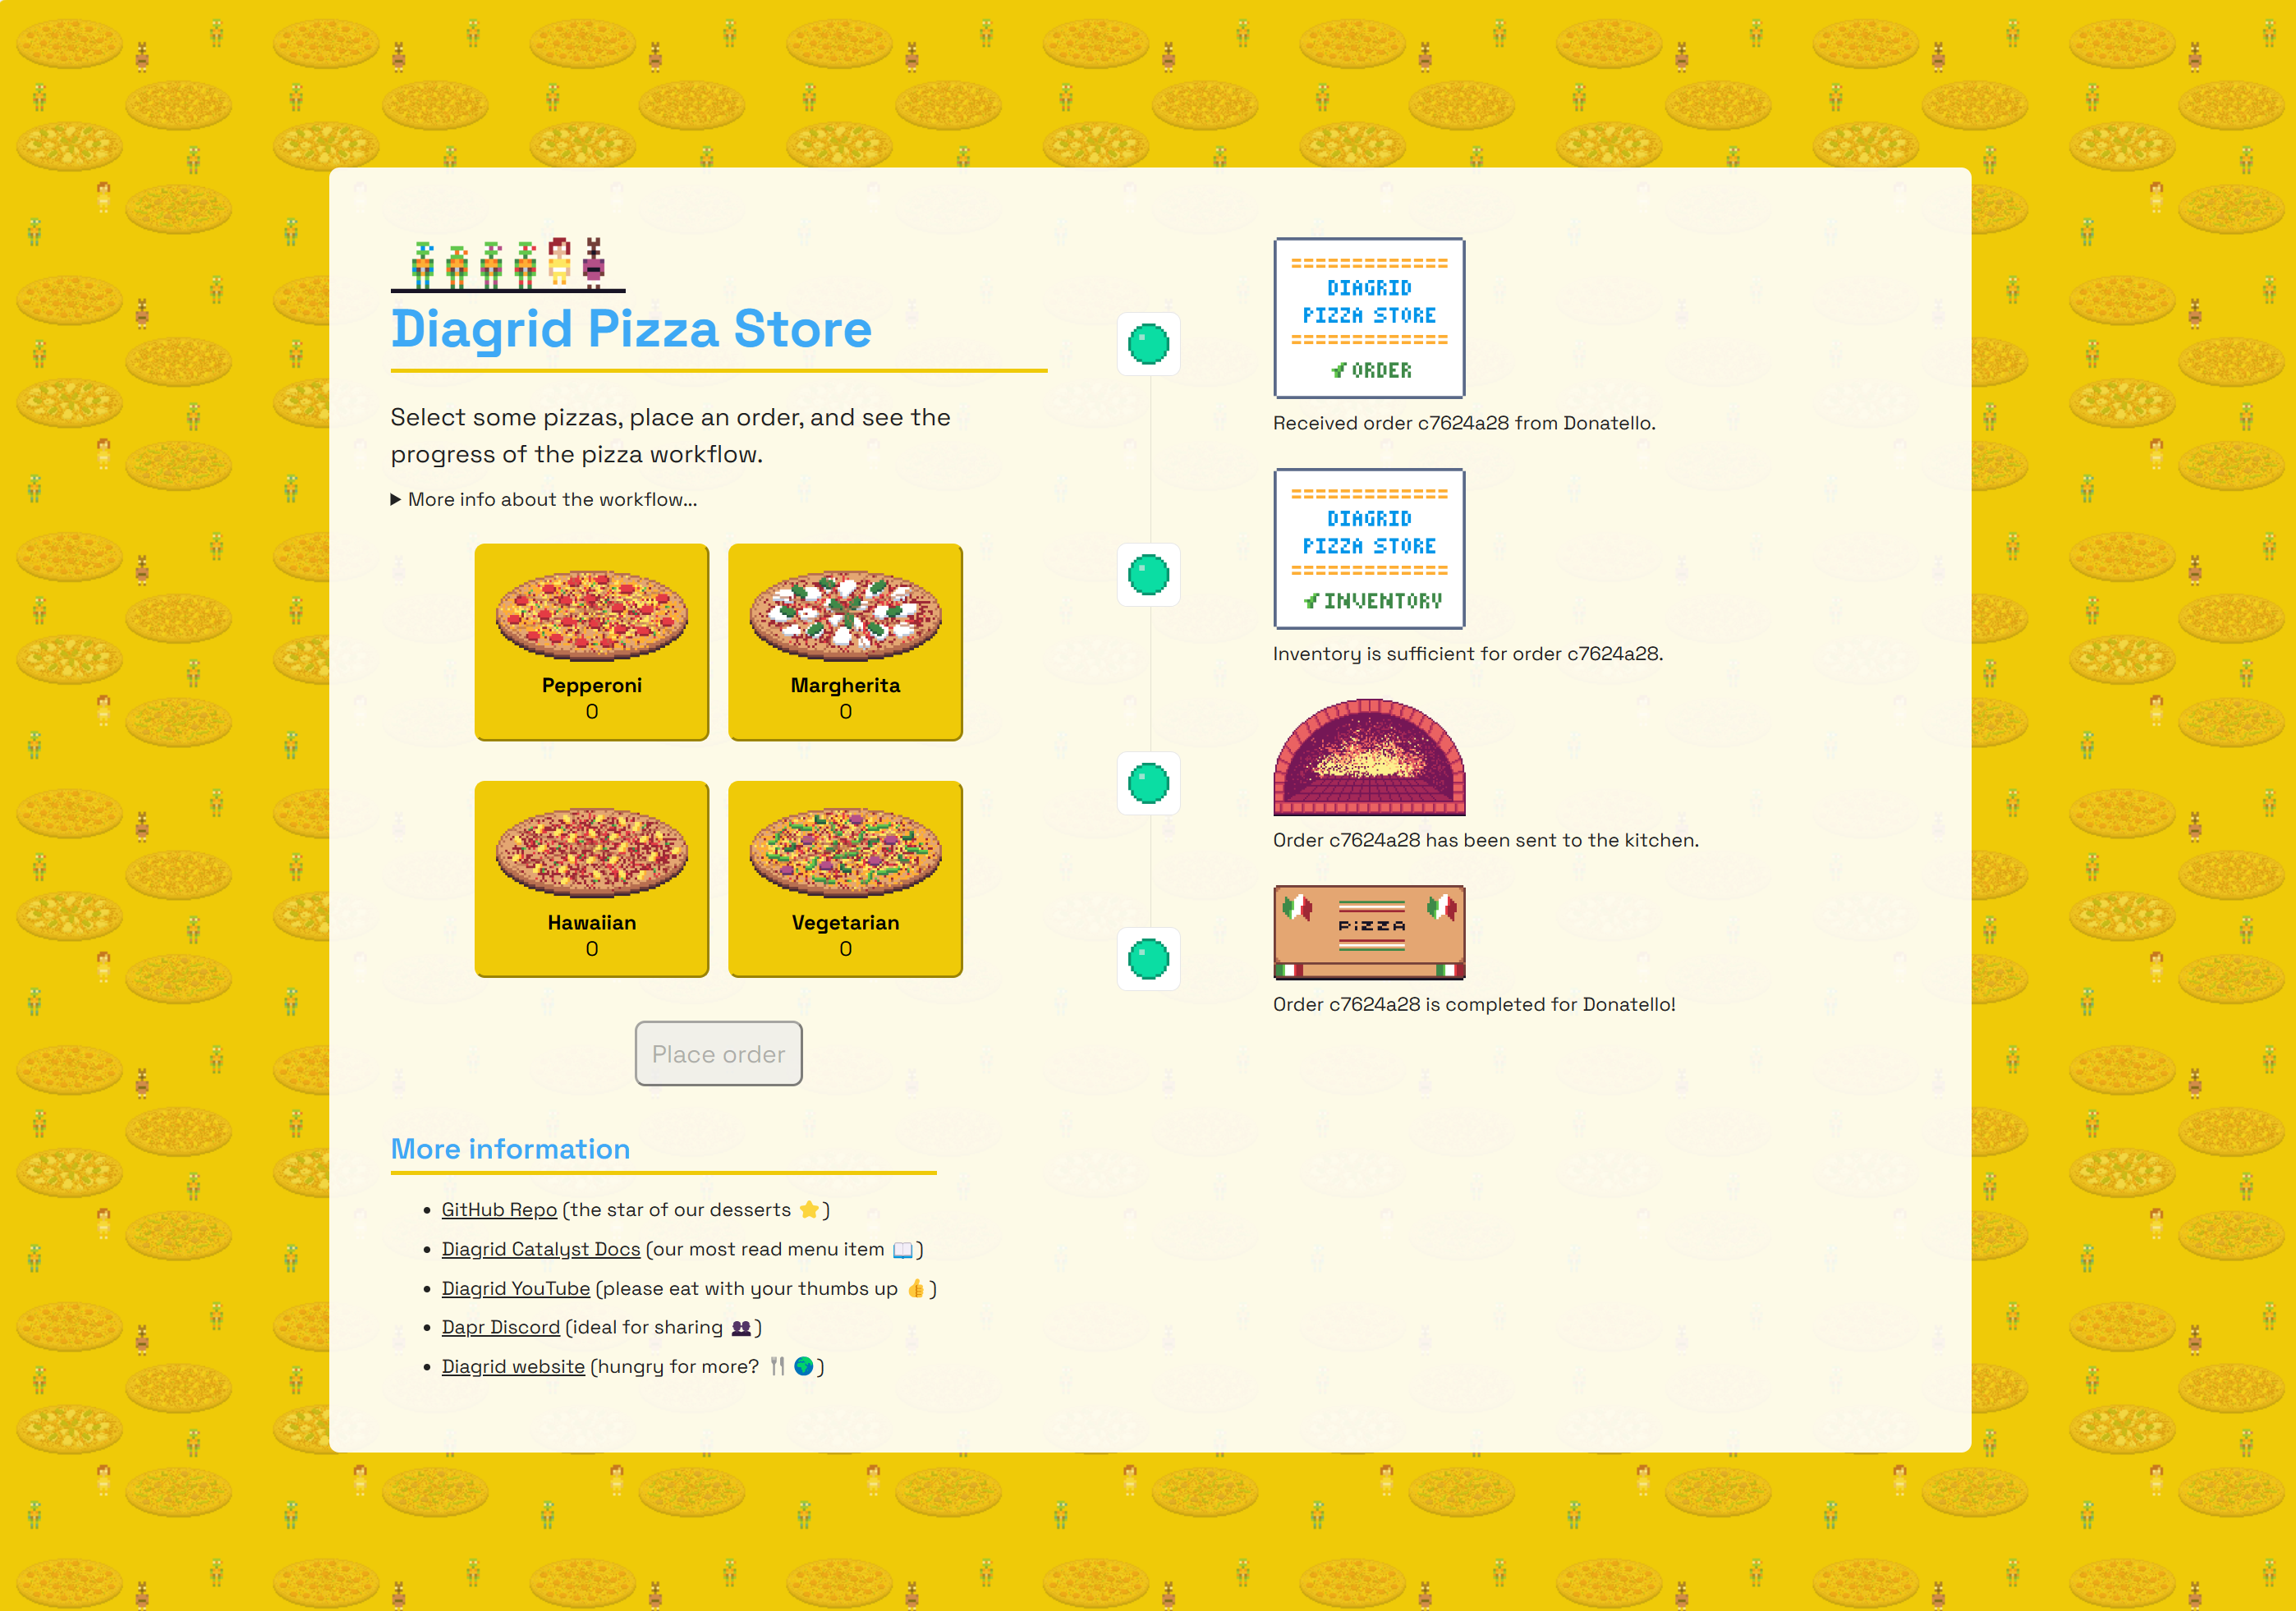 Diagrid Pizza Store
Select some pizzas, place an order, and see the
progress of the pizza workflow.
▶ More info about the workflow...
Pepperoni
0
Margherita
0
Hawaiian
0
Vegetarian
0
Place order
More information
• GitHub Repo (the star of our desserts ⭐)
• Diagrid Catalyst Docs (our most read menu item 📖)
• Diagrid YouTube (please eat with your thumbs up 👍)
• Dapr Discord (ideal for sharing 👥)
• Diagrid website (hungry for more? 🍴 🌍)
=============
DIAGRID
PIZZA STORE
=============
ORDER
Received order c7624a28 from Donatello.
=============
DIAGRID
PIZZA STORE
=============
INVENTORY
Inventory is sufficient for order c7624a28.
Order c7624a28 has been sent to the kitchen.
PiZZA
Order c7624a28 is completed for Donatello!